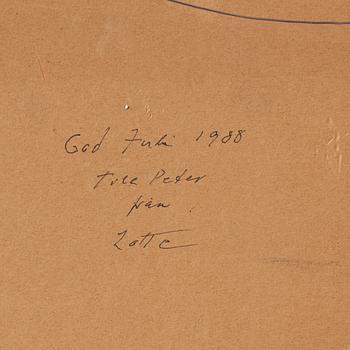 God Jul 1988
till Peter
från
Lotte